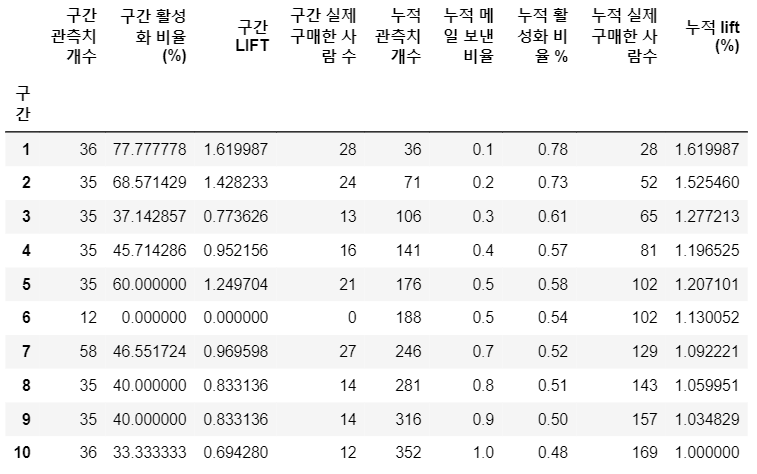 구간 관측치 개수 구간 활성화 비율 (%) 구간 LIFT 구간 실제 구매한 사람 수 누적 관측치 개수 누적 메일 보낸 비율 누적 활성화 비율 % 누적 실제 구매한 사람수 누적 lift (%)
구간
1 36 77.777778 1.619987 28 36 0.1 0.78 28 1.619987
2 35 68.571429 1.428233 24 71 0.2 0.73 52 1.525460
3 35 37.142857 0.773626 13 106 0.3 0.61 65 1.277213
4 35 45.714286 0.952156 16 141 0.4 0.57 81 1.196525
5 35 60.000000 1.249704 21 176 0.5 0.58 102 1.207101
6 12 0.000000 0.000000 0 188 0.5 0.54 102 1.130052
7 58 46.551724 0.969598 27 246 0.7 0.52 129 1.092221
8 35 40.000000 0.833136 14 281 0.8 0.51 143 1.059951
9 35 40.000000 0.833136 14 316 0.9 0.50 157 1.034829
10 36 33.333333 0.694280 12 352 1.0 0.48 169 1.000000